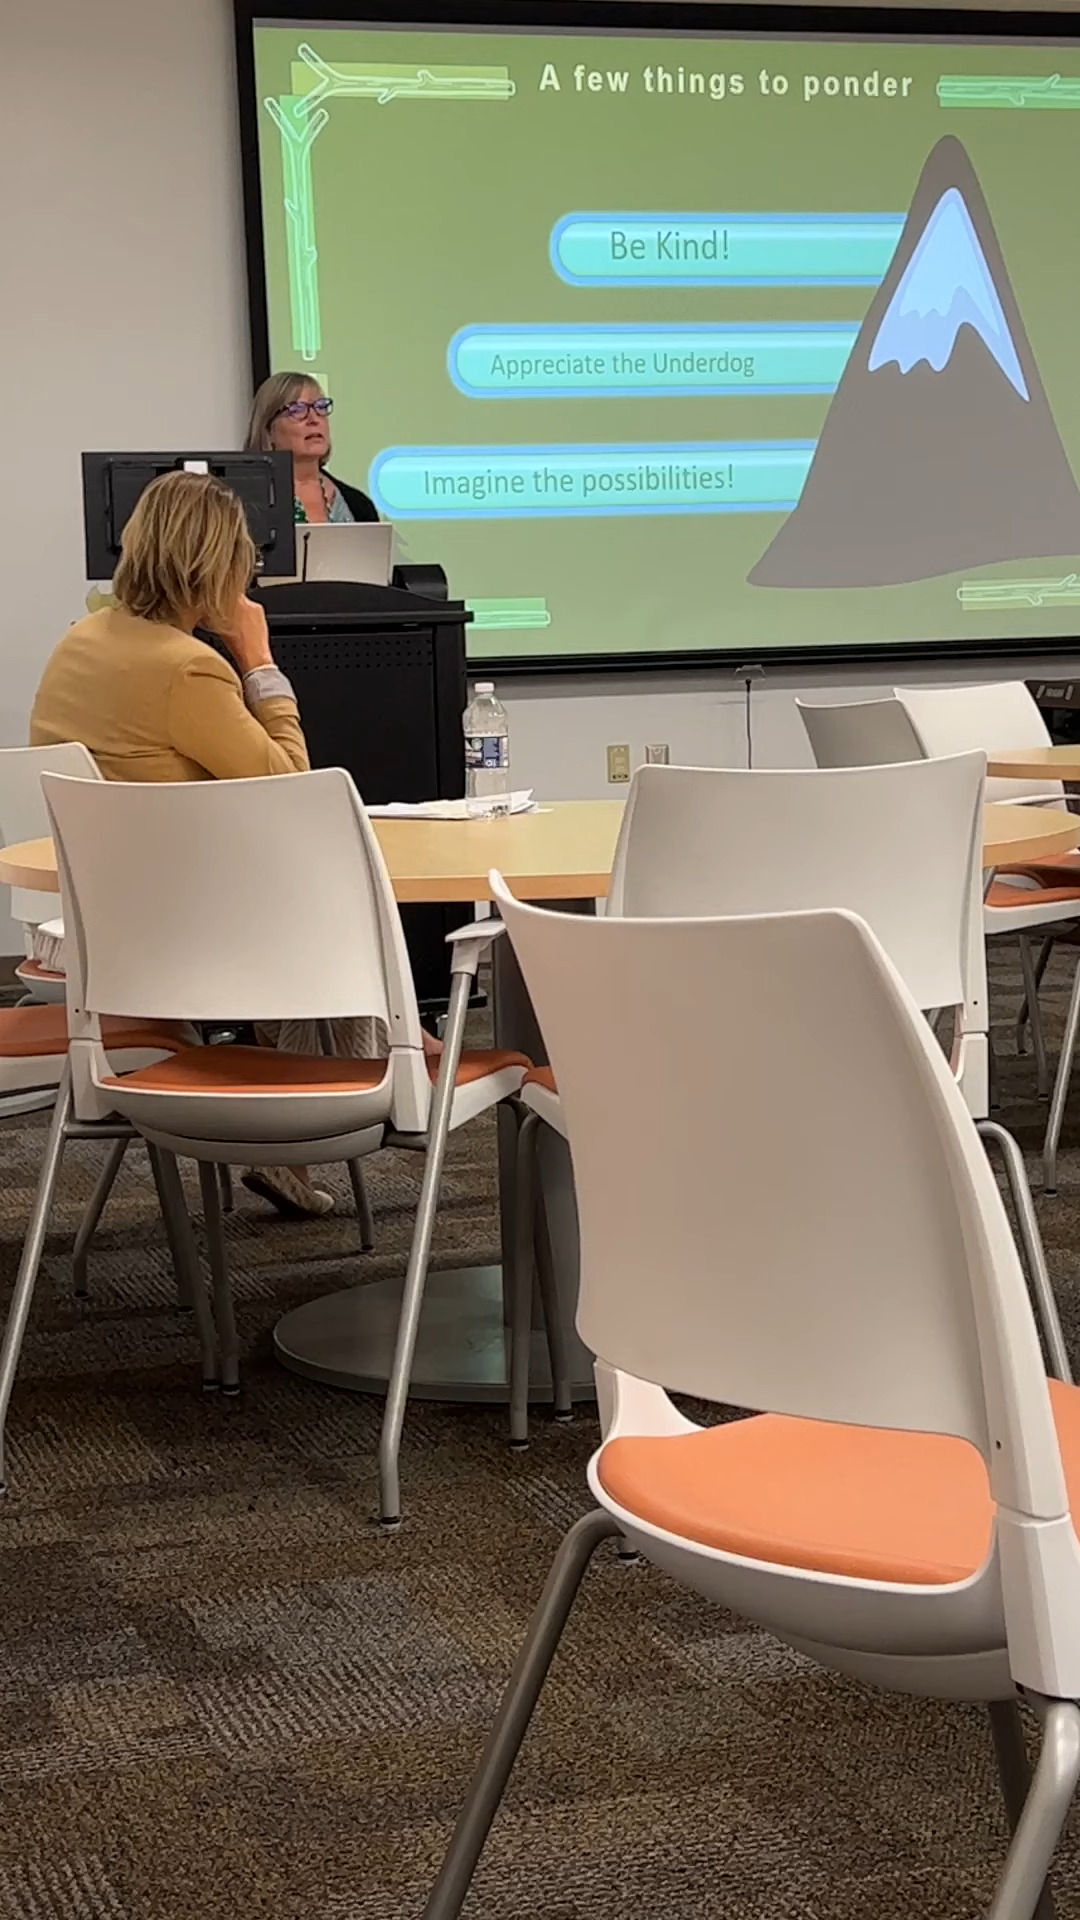 A few things to ponder
Be Kind!
Appreciate the Underdog
Imagine the possibilities!